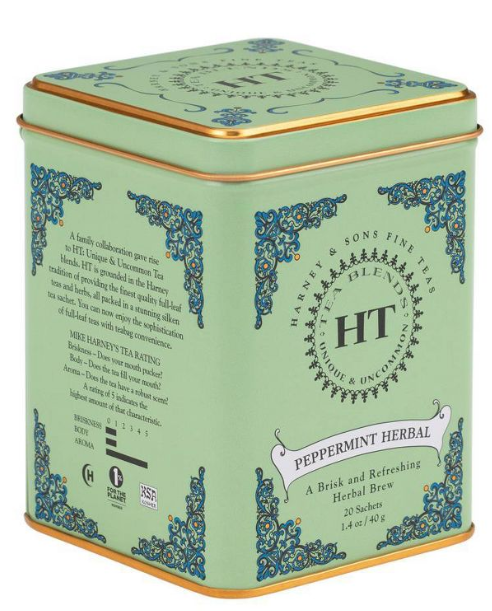 HT
A family collaboration gave rise
to HT: Unique & Uncommon Tea
blends. HT is grounded in the Harney
tradition of providing the finest quality full-leaf
teas and herbs, all packed in a stunning silken
tea sachet. You can now enjoy the sophistication
of full-leaf teas with teabag convenience.
MIKE HARNEY'S TEA RATING
Briskness – Does your mouth pucker?
Body – Does the tea fill your mouth?
Aroma – Does the tea have a robust scent?
A rating of 5 indicates the
highest amount of that characteristic.
0 1 2 3 4 5
BRISKNESS
BODY
AROMA
H
1%
FOR THE
PLANET
HARNEY & SONS FINE TEAS
TEA BLENDS
HT
UNIQUE & UNCOMMON
PEPPERMINT HERBAL
A Brisk and Refreshing
Herbal Brew
20 Sachets
1.4 oz / 40 g